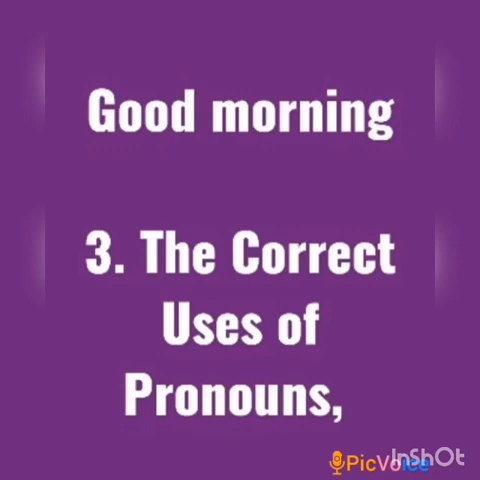 Good morning
3. The Correct
Uses of
Pronouns,
PicVoice
InShOt